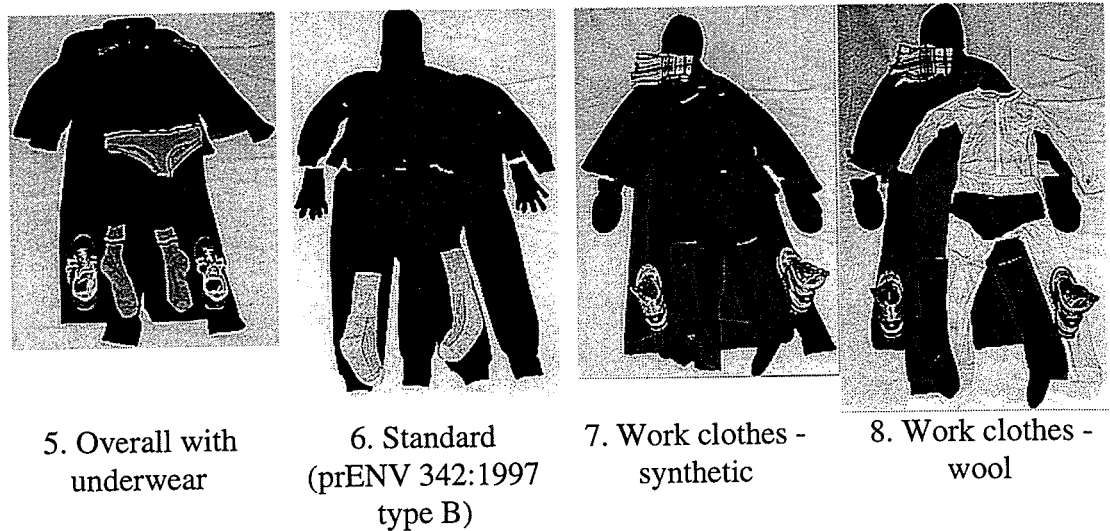 5. Overall with
underwear
6. Standard
(prENV 342:1997
type B)
7. Work clothes -
synthetic
8. Work clothes -
wool